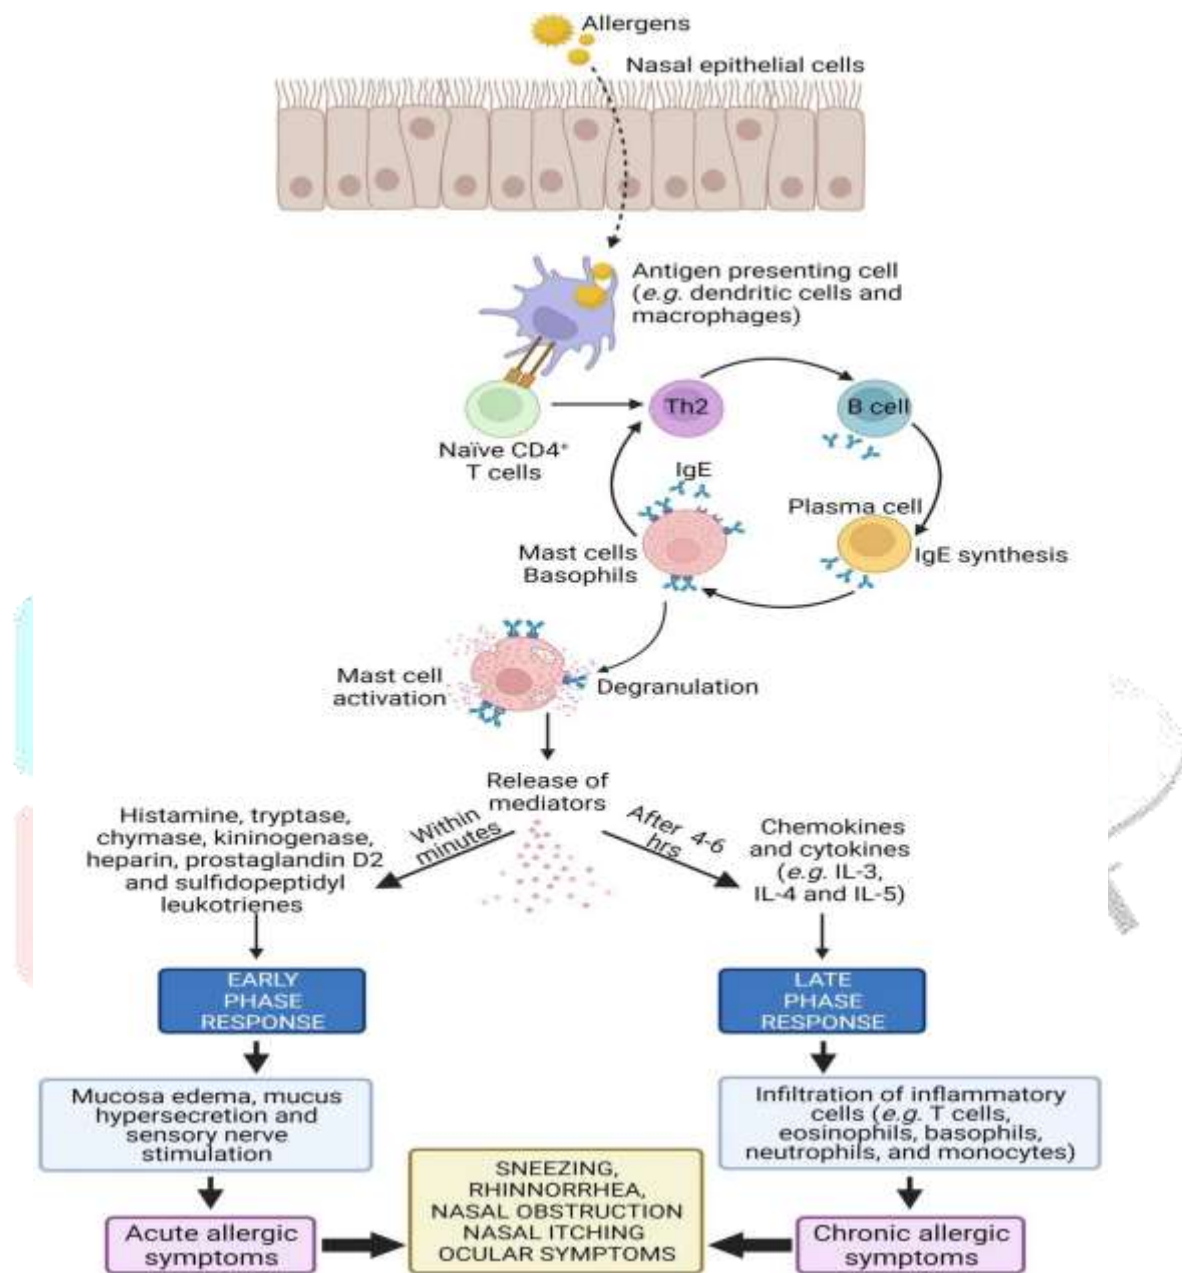 Allergens
Nasal epithelial cells
Antigen presenting cell
(e.g. dendritic cells and
macrophages)
Th2
B cell
Naïve CD4⁺
T cells
IgE
Plasma cell
Mast cells
Basophils
IgE synthesis
Mast cell
activation
Degranulation
Release of
mediators
Within
minutes
After 4-6
hrs
Histamine, tryptase,
chymase, kininogenase,
heparin, prostaglandin D2
and sulfidopeptidyl
leukotrienes
Chemokines
and cytokines
(e.g. IL-3,
IL-4 and IL-5)
EARLY
PHASE
RESPONSE
LATE
PHASE
RESPONSE
Mucosa edema, mucus
hypersecretion and
sensory nerve
stimulation
Infiltration of inflammatory
cells (e.g. T cells,
eosinophils, basophils,
neutrophils, and monocytes)
SNEEZING,
RHINNORRHEA,
NASAL OBSTRUCTION
NASAL ITCHING
OCULAR SYMPTOMS
Acute allergic
symptoms
Chronic allergic
symptoms